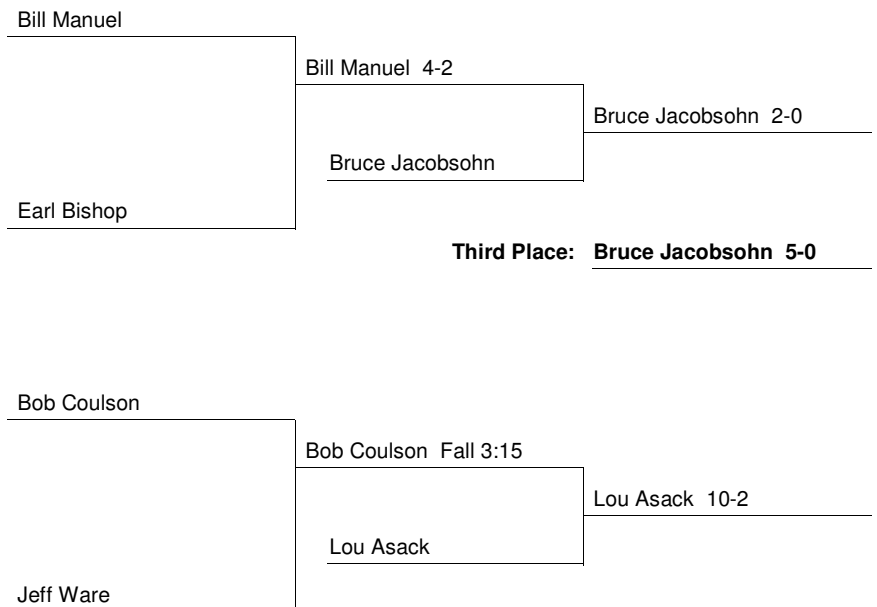 Bill Manuel
Bill Manuel 4-2
Bruce Jacobsohn 2-0
Bruce Jacobsohn
Earl Bishop
Third Place: Bruce Jacobsohn 5-0
Bob Coulson
Bob Coulson Fall 3:15
Lou Asack 10-2
Lou Asack
Jeff Ware